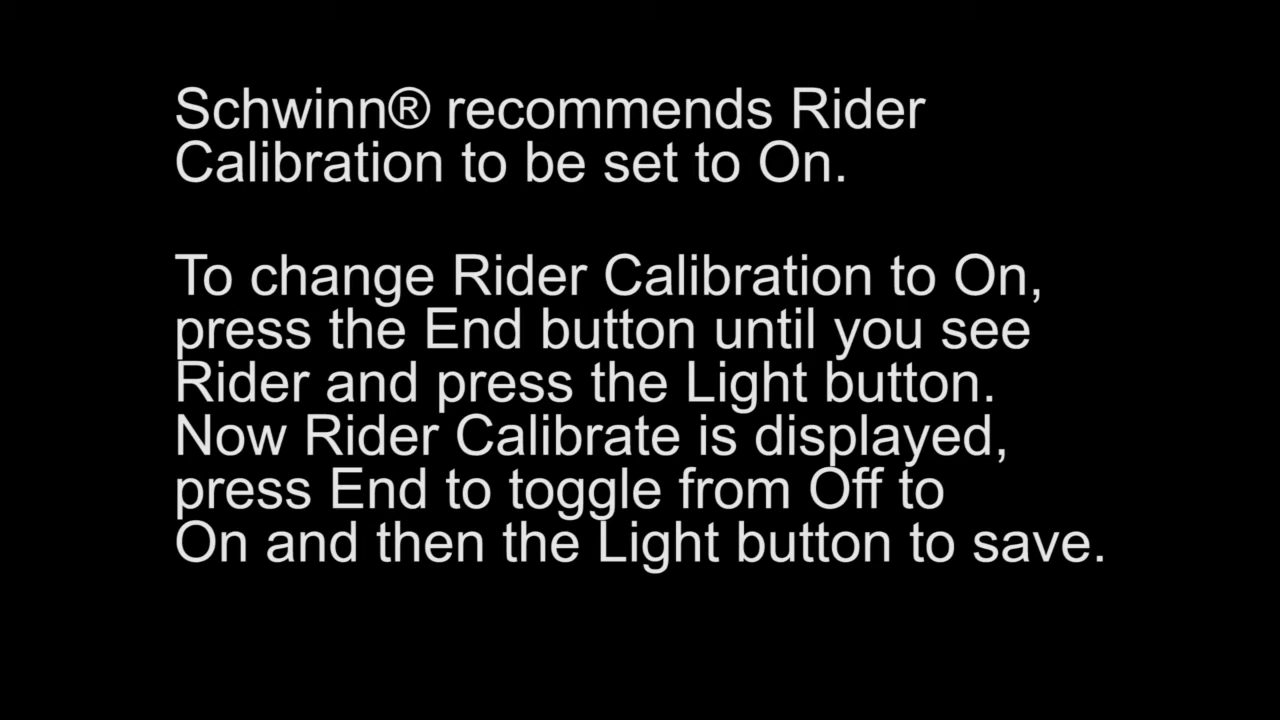 Schwinn® recommends Rider
Calibration to be set to On.
To change Rider Calibration to On,
press the End button until you see
Rider and press the Light button.
Now Rider Calibrate is displayed,
press End to toggle from Off to
On and then the Light button to save.